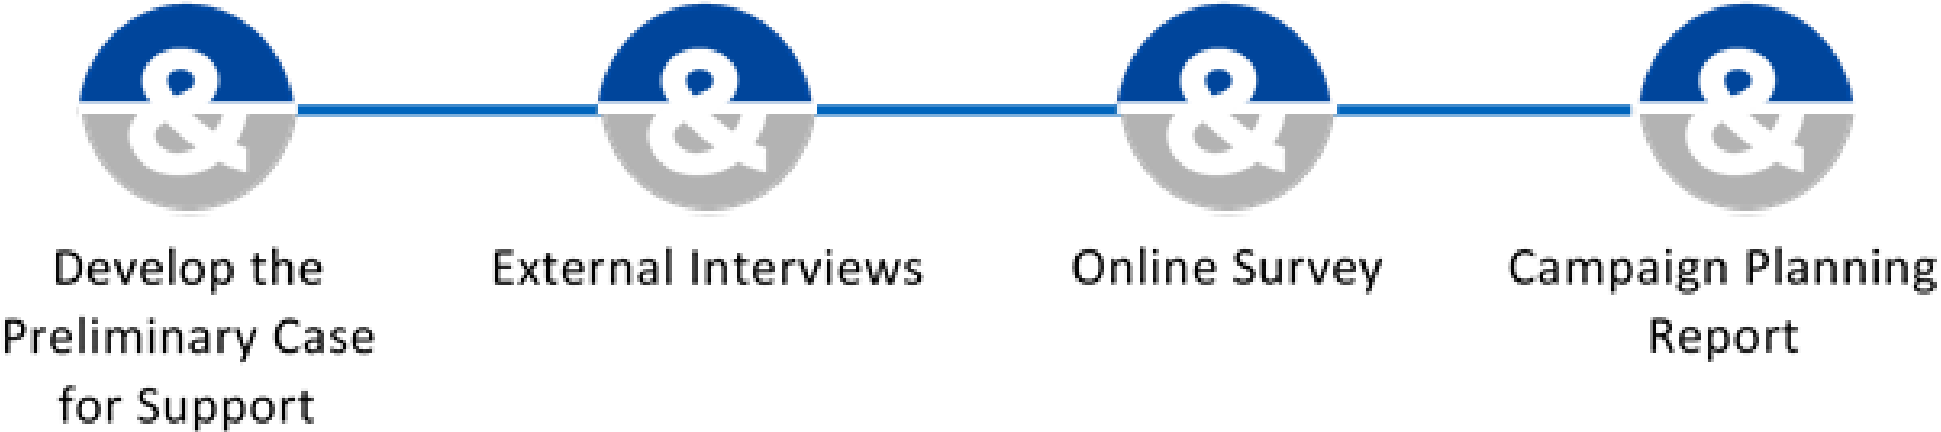 & & & &
Develop the
Preliminary Case
for Support
External Interviews
Online Survey
Campaign Planning
Report